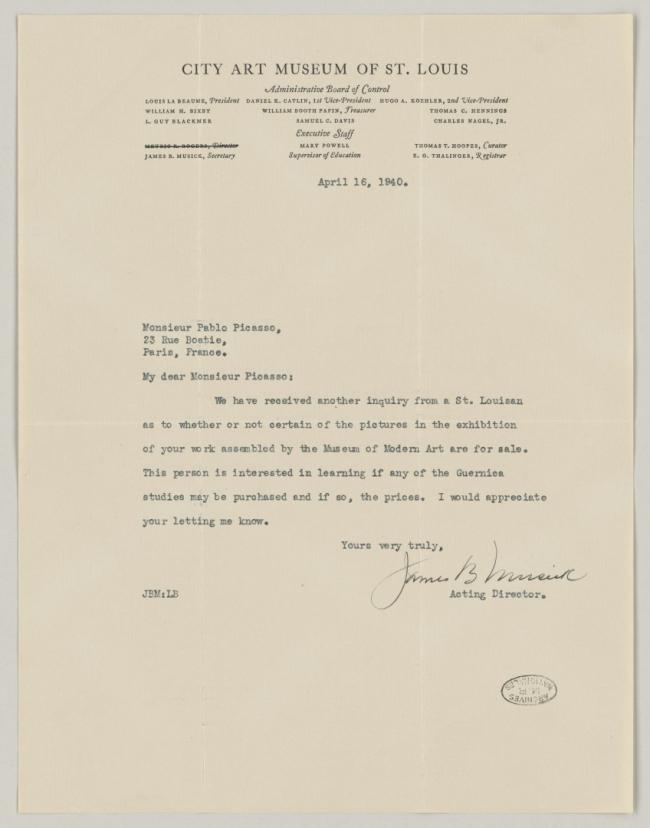 CITY ART MUSEUM OF ST. LOUIS
Administrative Board of Control
LOUIS LA BEAUME, President DANIEL K. CATLIN, 1st Vice-President HUGO A. KOEHLER, 2nd Vice-President
WILLIAM H. BIXBY WILLIAM BOOTH PAPIN, Treasurer THOMAS C. HENNINGS
L. GUY BLACKMER SAMUEL C. DAVIS CHARLES NAGEL, JR.
Executive Staff
MEYRIC R. ROGERS, Director MARY POWELL THOMAS T. HOOPES, Curator
JAMES B. MUSICK, Secretary Supervisor of Education E. G. THALINGER, Registrar
April 16, 1940.
Monsieur Pablo Picasso,
23 Rue Boetie,
Paris, France.
My dear Monsieur Picasso:
We have received another inquiry from a St. Louisan
as to whether or not certain of the pictures in the exhibition
of your work assembled by the Museum of Modern Art are for sale.
This person is interested in learning if any of the Guernica
studies may be purchased and if so, the prices. I would appreciate
your letting me know.
Yours very truly,
James B Musick
JBM:LB Acting Director.
ARCHIVES
NATIONALES